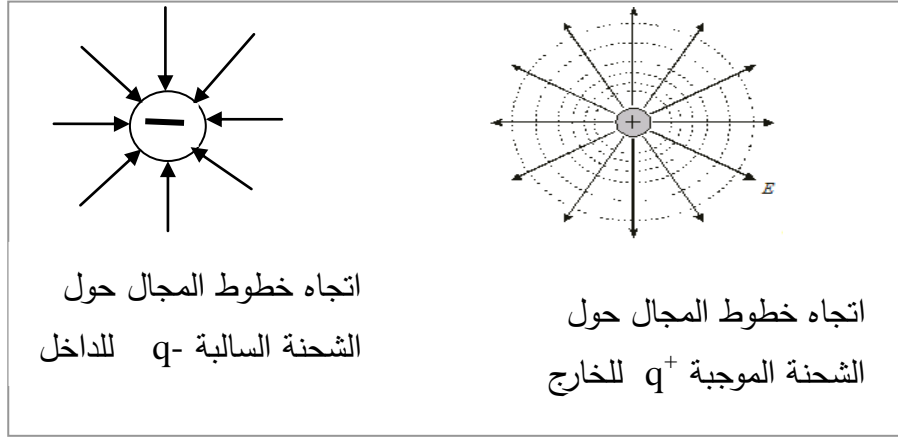 +
E
اتجاه خطوط المجال حول
الشحنة الموجبة q⁺ للخارج
−
اتجاه خطوط المجال حول
الشحنة السالبة q- للداخل